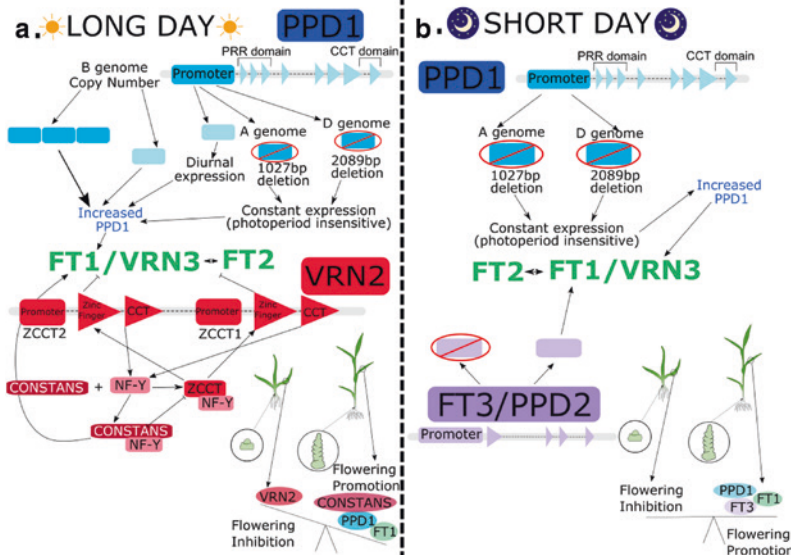 a. LONG DAY
PPD1
B genome
Copy Number
Promoter
PRR domain
CCT domain
A genome
D genome
1027bp
deletion
2089bp
deletion
Diurnal
expression
Increased
PPD1
Constant expression
(photoperiod insensitive)
FT1/VRN3
FT2
VRN2
Promoter
Zinc
Finger
CCT
Promoter
Zinc
Finger
CCT
ZCCT2
ZCCT1
CONSTANS
+
NF-Y
ZCCT
NF-Y
CONSTANS
NF-Y
Flowering
Promotion
VRN2
CONSTANS
PPD1
FT1
Flowering
Inhibition
b. SHORT DAY
PPD1
Promoter
PRR domain
CCT domain
A genome
D genome
1027bp
deletion
2089bp
deletion
Increased
PPD1
Constant expression
(photoperiod insensitive)
FT2
FT1/VRN3
FT3/PPD2
Promoter
Flowering
Inhibition
PPD1
FT3
FT1
Flowering
Promotion